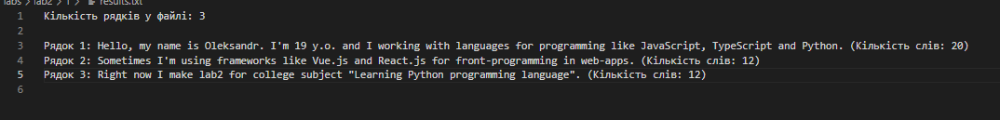 labs > lab2 > 1 > results.txt
1 Кількість рядків у файлі: 3
2
3 Рядок 1: Hello, my name is Oleksandr. I'm 19 y.o. and I working with languages for programming like JavaScript, TypeScript and Python. (Кількість слів: 20)
4 Рядок 2: Sometimes I'm using frameworks like Vue.js and React.js for front-programming in web-apps. (Кількість слів: 12)
5 Рядок 3: Right now I make lab2 for college subject "Learning Python programming language". (Кількість слів: 12)
6